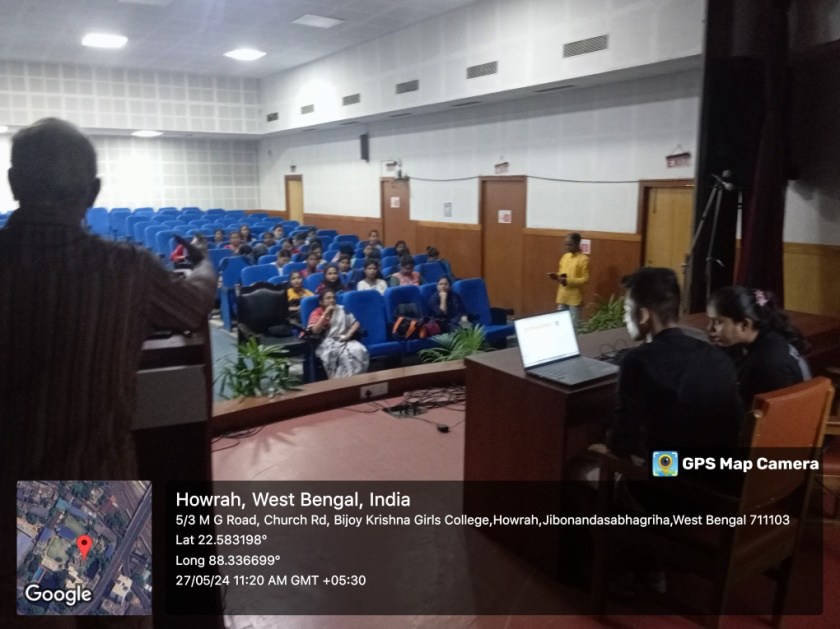 GPS Map Camera
Howrah, West Bengal, India
5/3 M G Road, Church Rd, Bijoy Krishna Girls College,Howrah,Jibonandasabhagriha,West Bengal 711103
Lat 22.583198°
Long 88.336699°
27/05/24 11:20 AM GMT +05:30
Google